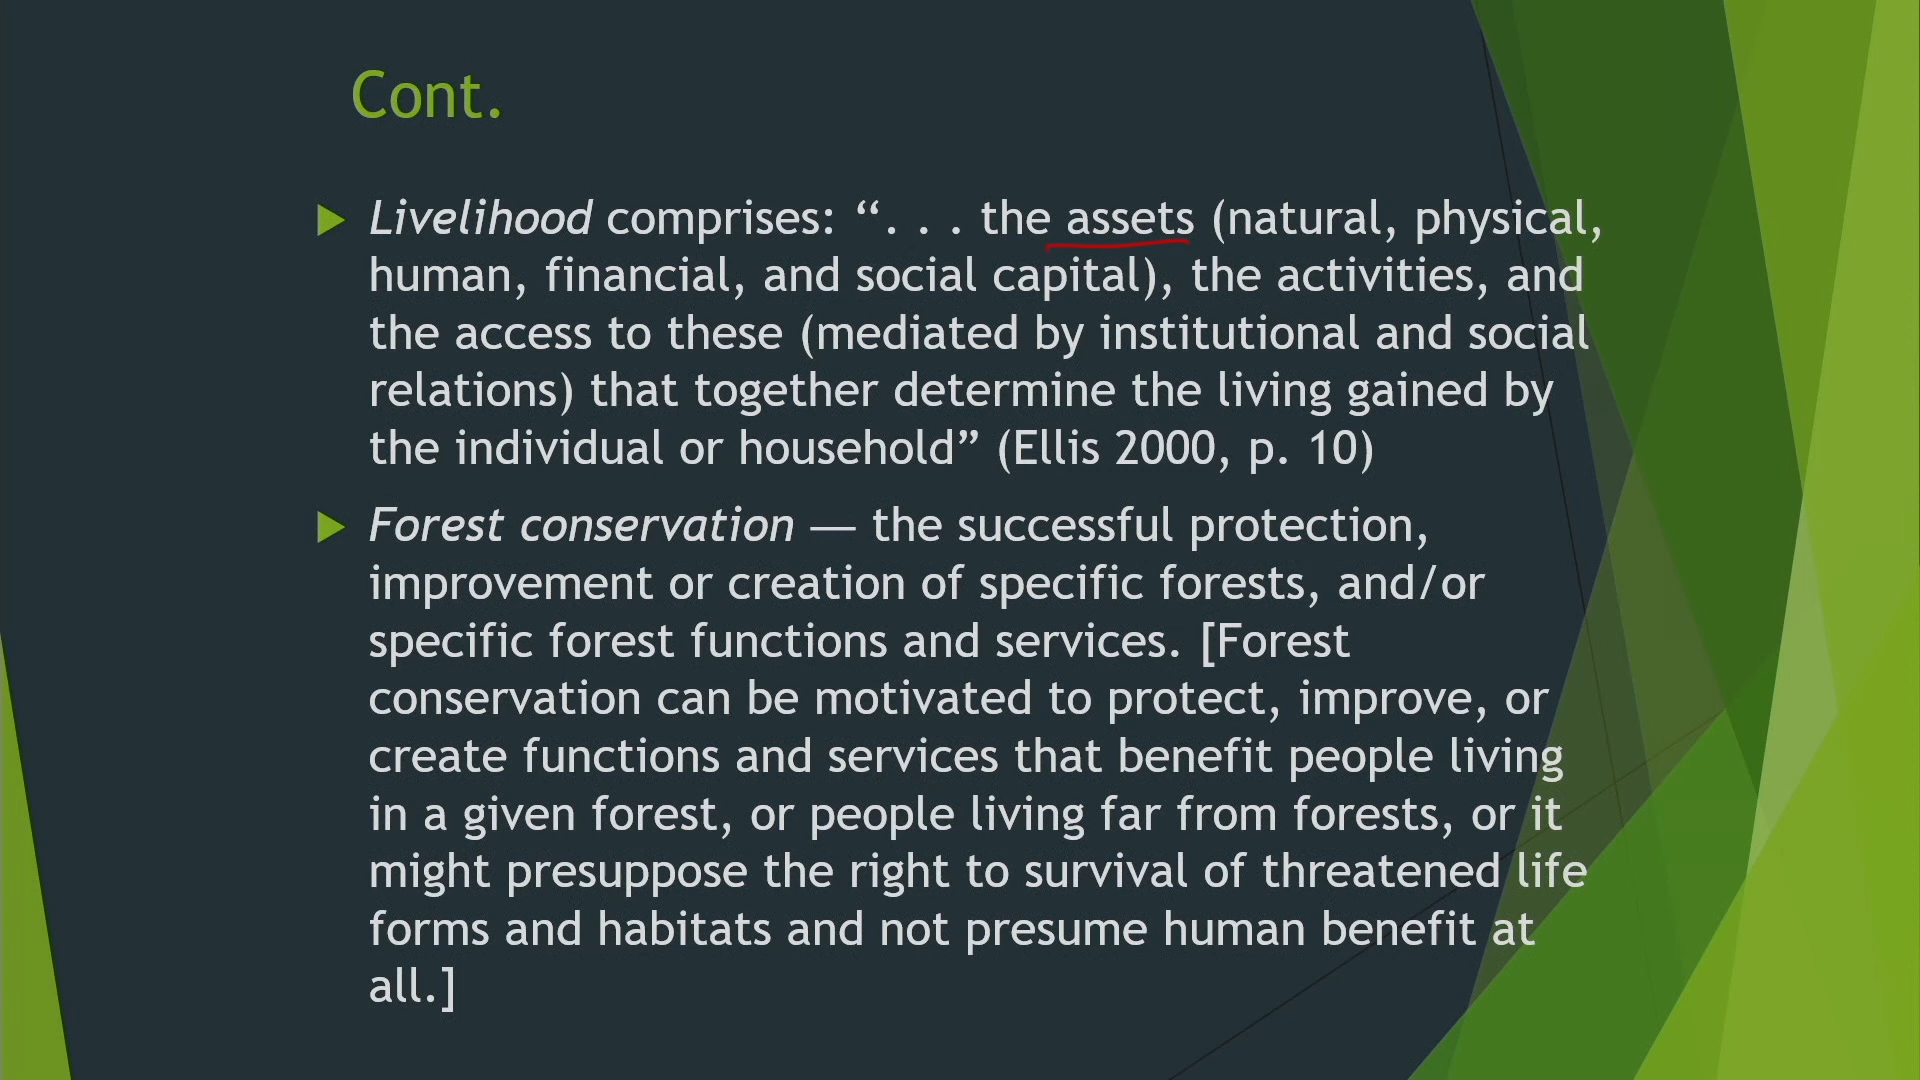 Cont.
Livelihood comprises: “. . . the assets (natural, physical,
human, financial, and social capital), the activities, and
the access to these (mediated by institutional and social
relations) that together determine the living gained by
the individual or household” (Ellis 2000, p. 10)
Forest conservation — the successful protection,
improvement or creation of specific forests, and/or
specific forest functions and services. [Forest
conservation can be motivated to protect, improve, or
create functions and services that benefit people living
in a given forest, or people living far from forests, or it
might presuppose the right to survival of threatened life
forms and habitats and not presume human benefit at
all.]